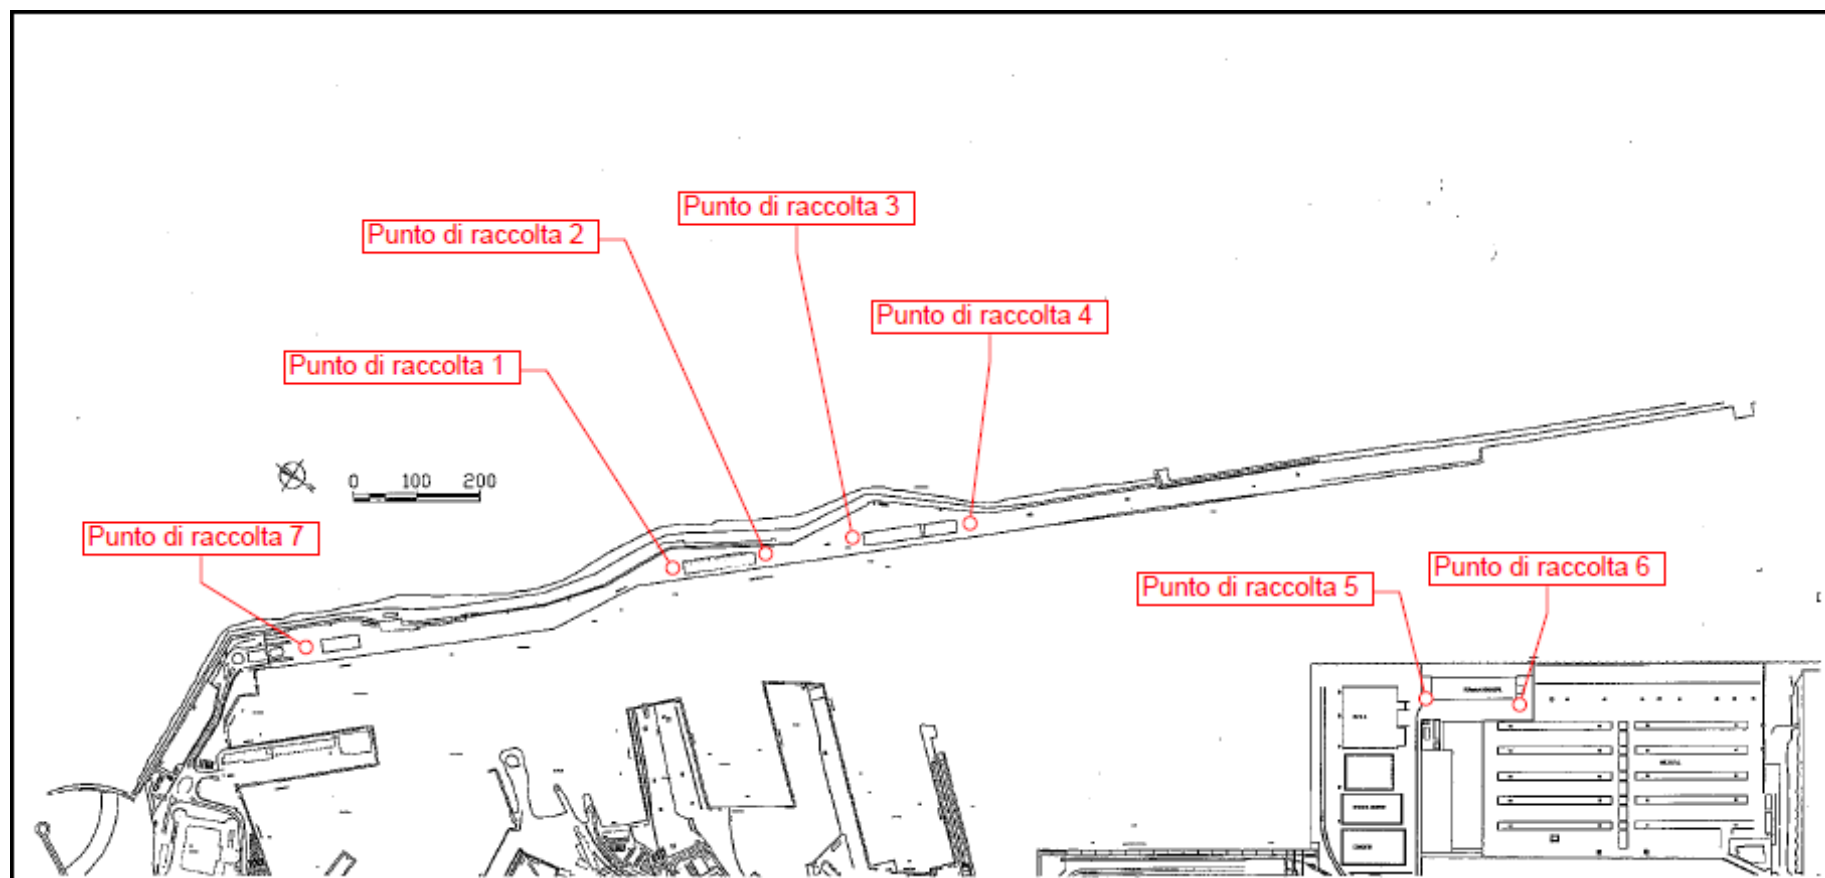 Punto di raccolta 3
Punto di raccolta 2
Punto di raccolta 4
Punto di raccolta 1
0 100 200
Punto di raccolta 7
Punto di raccolta 6
Punto di raccolta 5